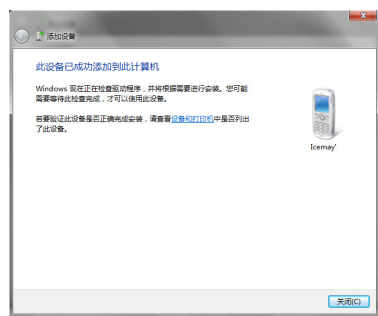 添加设备
此设备已成功添加到此计算机
Windows 现在正在检查驱动程序，并将根据需要进行安装。您可能
需要等待此检查完成，才可以使用此设备。
若要验证此设备是否正确完成安装，请查看设备和打印机中是否列出
了此设备。
Icemay'
关闭(C)